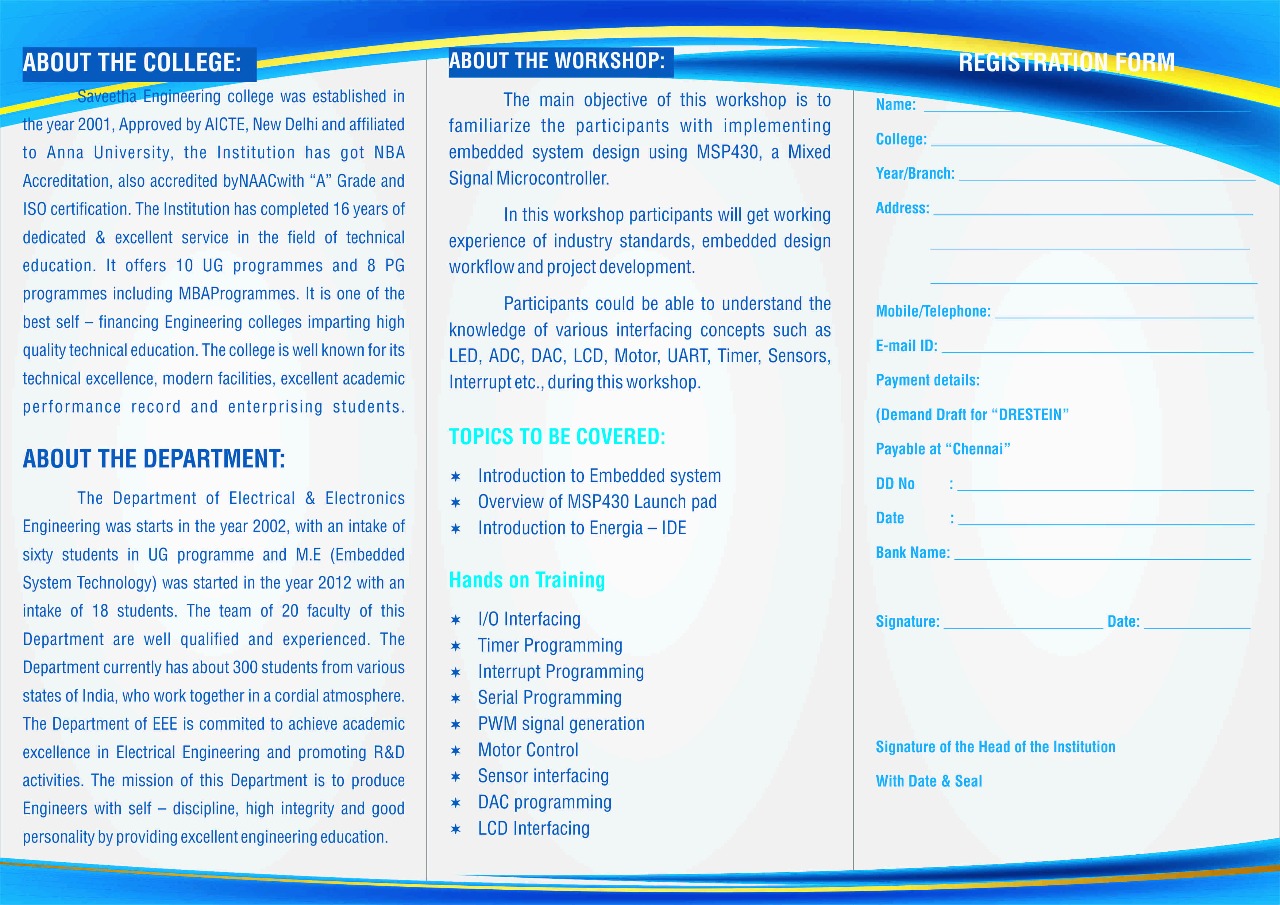 ABOUT THE COLLEGE:
Saveetha Engineering college was established in
the year 2001, Approved by AICTE, New Delhi and affiliated
to Anna University, the Institution has got NBA
Accreditation, also accredited byNAACwith “A” Grade and
ISO certification. The Institution has completed 16 years of
dedicated & excellent service in the field of technical
education. It offers 10 UG programmes and 8 PG
programmes including MBAProgrammes. It is one of the
best self – financing Engineering colleges imparting high
quality technical education. The college is well known for its
technical excellence, modern facilities, excellent academic
performance record and enterprising students.
ABOUT THE DEPARTMENT:
The Department of Electrical & Electronics
Engineering was starts in the year 2002, with an intake of
sixty students in UG programme and M.E (Embedded
System Technology) was started in the year 2012 with an
intake of 18 students. The team of 20 faculty of this
Department are well qualified and experienced. The
Department currently has about 300 students from various
states of India, who work together in a cordial atmosphere.
The Department of EEE is commited to achieve academic
excellence in Electrical Engineering and promoting R&D
activities. The mission of this Department is to produce
Engineers with self – discipline, high integrity and good
personality by providing excellent engineering education.
ABOUT THE WORKSHOP:
The main objective of this workshop is to
familiarize the participants with implementing
embedded system design using MSP430, a Mixed
Signal Microcontroller.
In this workshop participants will get working
experience of industry standards, embedded design
workflow and project development.
Participants could be able to understand the
knowledge of various interfacing concepts such as
LED, ADC, DAC, LCD, Motor, UART, Timer, Sensors,
Interrupt etc., during this workshop.
TOPICS TO BE COVERED:
✶ Introduction to Embedded system
✶ Overview of MSP430 Launch pad
✶ Introduction to Energia – IDE
Hands on Training
✶ I/O Interfacing
✶ Timer Programming
✶ Interrupt Programming
✶ Serial Programming
✶ PWM signal generation
✶ Motor Control
✶ Sensor interfacing
✶ DAC programming
✶ LCD Interfacing
REGISTRATION FORM
Name:
College:
Year/Branch:
Address:
Mobile/Telephone:
E-mail ID:
Payment details:
(Demand Draft for “DRESTEIN”
Payable at “Chennai”
DD No :
Date :
Bank Name:
Signature: Date:
Signature of the Head of the Institution
With Date & Seal